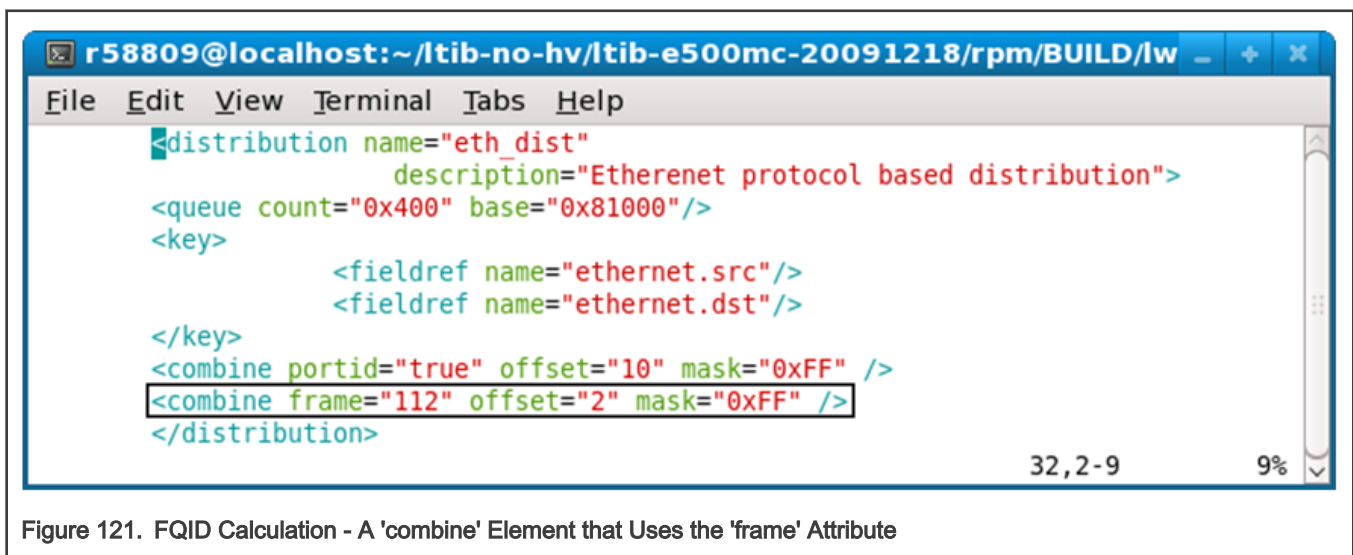 r58809@localhost:~/ltib-no-hv/ltib-e500mc-20091218/rpm/BUILD/lw
File Edit View Terminal Tabs Help
<distribution name="eth_dist"
description="Etherenet protocol based distribution">
<queue count="0x400" base="0x81000"/>
<key>
<fieldref name="ethernet.src"/>
<fieldref name="ethernet.dst"/>
</key>
<combine portid="true" offset="10" mask="0xFF" />
<combine frame="112" offset="2" mask="0xFF" />
</distribution>
32,2-9 9%
Figure 121. FQID Calculation - A 'combine' Element that Uses the 'frame' Attribute